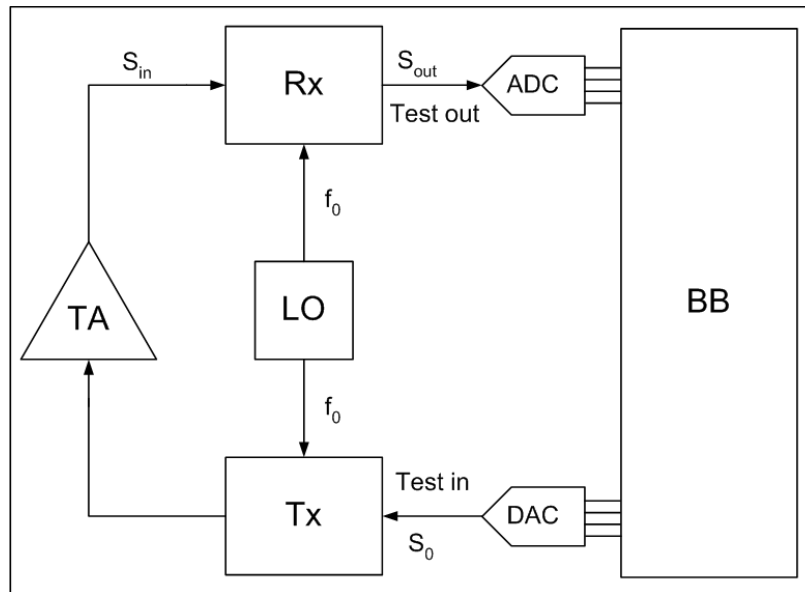 S_in
Rx
S_out
ADC
Test out
f_0
TA
LO
BB
f_0
Test in
Tx
DAC
S_0